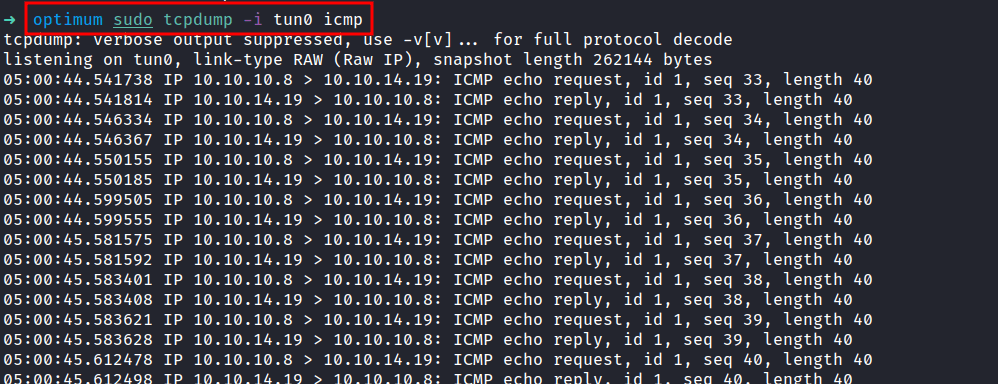 → optimum sudo tcpdump -i tun0 icmp
tcpdump: verbose output suppressed, use -v[v]... for full protocol decode
listening on tun0, link-type RAW (Raw IP), snapshot length 262144 bytes
05:00:44.541738 IP 10.10.10.8 > 10.10.14.19: ICMP echo request, id 1, seq 33, length 40
05:00:44.541814 IP 10.10.14.19 > 10.10.10.8: ICMP echo reply, id 1, seq 33, length 40
05:00:44.546334 IP 10.10.10.8 > 10.10.14.19: ICMP echo request, id 1, seq 34, length 40
05:00:44.546367 IP 10.10.14.19 > 10.10.10.8: ICMP echo reply, id 1, seq 34, length 40
05:00:44.550155 IP 10.10.10.8 > 10.10.14.19: ICMP echo request, id 1, seq 35, length 40
05:00:44.550185 IP 10.10.14.19 > 10.10.10.8: ICMP echo reply, id 1, seq 35, length 40
05:00:44.599505 IP 10.10.10.8 > 10.10.14.19: ICMP echo request, id 1, seq 36, length 40
05:00:44.599555 IP 10.10.14.19 > 10.10.10.8: ICMP echo reply, id 1, seq 36, length 40
05:00:45.581575 IP 10.10.10.8 > 10.10.14.19: ICMP echo request, id 1, seq 37, length 40
05:00:45.581592 IP 10.10.14.19 > 10.10.10.8: ICMP echo reply, id 1, seq 37, length 40
05:00:45.583401 IP 10.10.10.8 > 10.10.14.19: ICMP echo request, id 1, seq 38, length 40
05:00:45.583408 IP 10.10.14.19 > 10.10.10.8: ICMP echo reply, id 1, seq 38, length 40
05:00:45.583621 IP 10.10.10.8 > 10.10.14.19: ICMP echo request, id 1, seq 39, length 40
05:00:45.583628 IP 10.10.14.19 > 10.10.10.8: ICMP echo reply, id 1, seq 39, length 40
05:00:45.612478 IP 10.10.10.8 > 10.10.14.19: ICMP echo request, id 1, seq 40, length 40
05:00:45.612498 IP 10.10.14.19 > 10.10.10.8: ICMP echo reply, id 1, seq 40, length 40